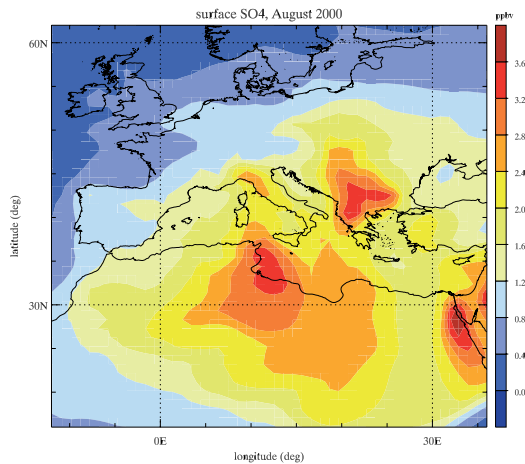 surface SO4, August 2000
ppbv
60N
3.6
3.2
2.8
2.4
2.0
1.6
1.2
0.8
0.4
0.0
latitude (deg)
30N
0E
30E
longitude (deg)